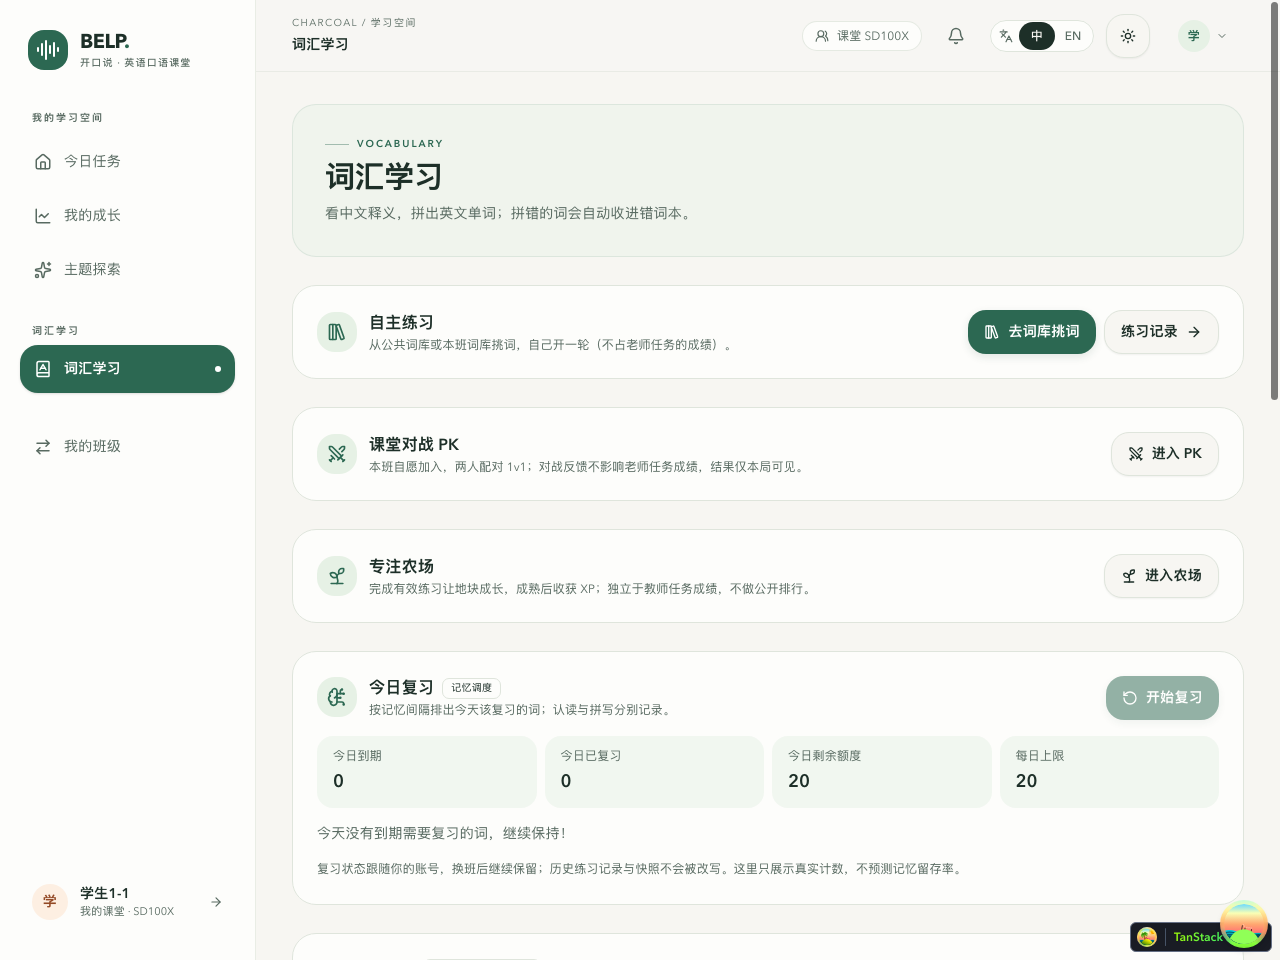 BELP.
开口说 · 英语口语课堂
我的学习空间
今日任务
我的成长
主题探索
词汇学习
词汇学习
我的班级
学
学生1-1
我的课堂 · SD100X
CHARCOAL / 学习空间
词汇学习
课堂 SD100X
中
EN
学
VOCABULARY
词汇学习
看中文释义，拼出英文单词；拼错的词会自动收进错词本。
自主练习
从公共词库或本班词库挑词，自己开一轮（不占老师任务的成绩）。
去词库挑词
练习记录
课堂对战 PK
本班自愿加入，两人配对 1v1；对战反馈不影响老师任务成绩，结果仅本局可见。
进入 PK
专注农场
完成有效练习让地块成长，成熟后收获 XP；独立于教师任务成绩，不做公开排行。
进入农场
今日复习
记忆调度
按记忆间隔排出今天该复习的词；认读与拼写分别记录。
开始复习
今日到期
0
今日已复习
0
今日剩余额度
20
每日上限
20
今天没有到期需要复习的词，继续保持！
复习状态跟随你的账号，换班后继续保留；历史练习记录与快照不会被改写。这里只展示真实计数，不预测记忆留存率。
TanStack